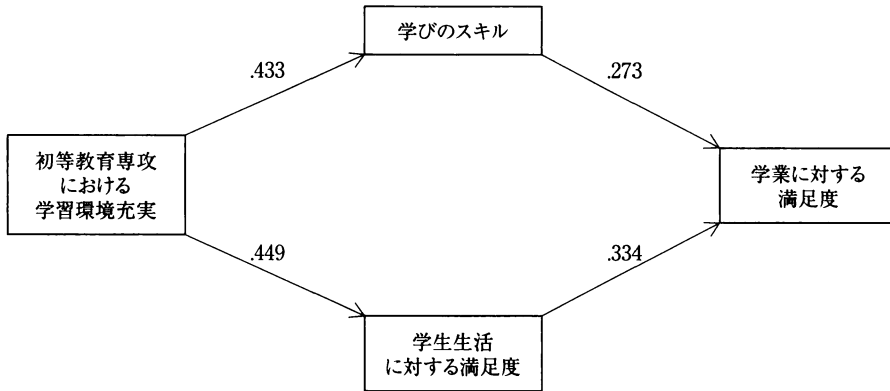 学びのスキル
.433
.273
初等教育専攻
における
学習環境充実
学業に対する
満足度
.449
.334
学生生活
に対する満足度